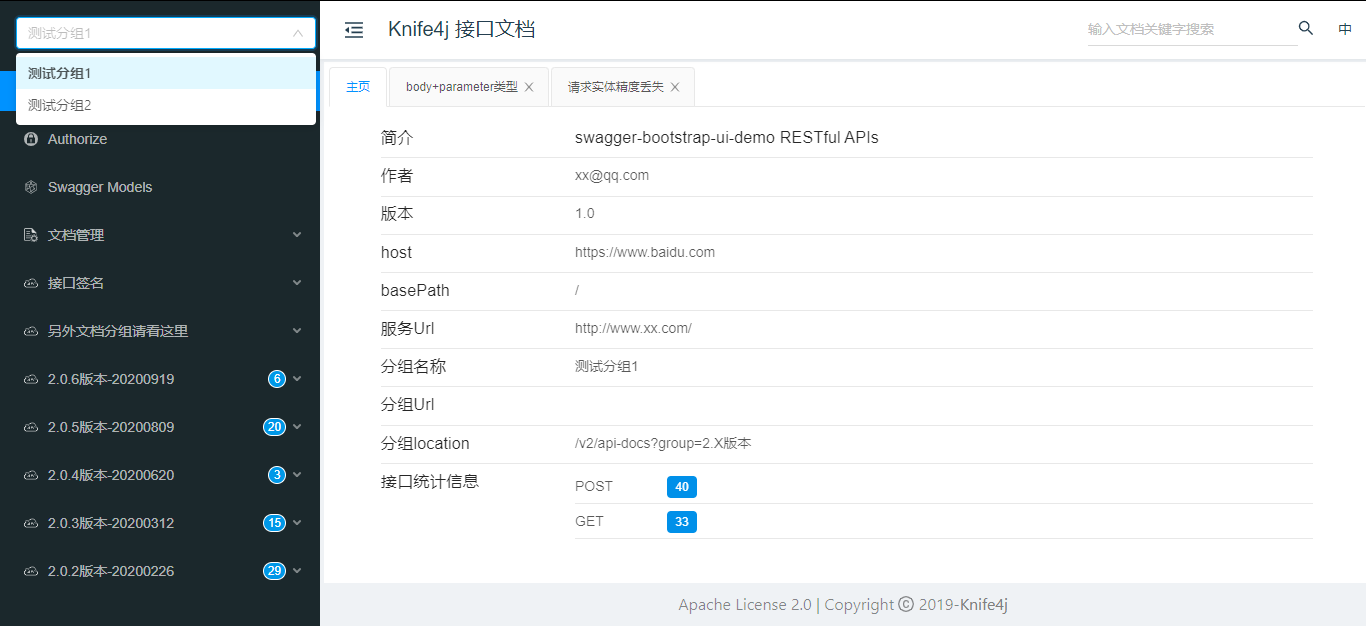 测试分组1
测试分组1
测试分组2
Authorize
Swagger Models
文档管理
接口签名
另外文档分组请看这里
2.0.6版本-20200919 6
2.0.5版本-20200809 20
2.0.4版本-20200620 3
2.0.3版本-20200312 15
2.0.2版本-20200226 29
Knife4j 接口文档
输入文档关键字搜索
中
主页 body+parameter类型 请求实体精度丢失
简介 swagger-bootstrap-ui-demo RESTful APIs
作者 xx@qq.com
版本 1.0
host https://www.baidu.com
basePath /
服务Url http://www.xx.com/
分组名称 测试分组1
分组Url
分组location /v2/api-docs?group=2.X版本
接口统计信息 POST 40
GET 33
Apache License 2.0 | Copyright © 2019-Knife4j